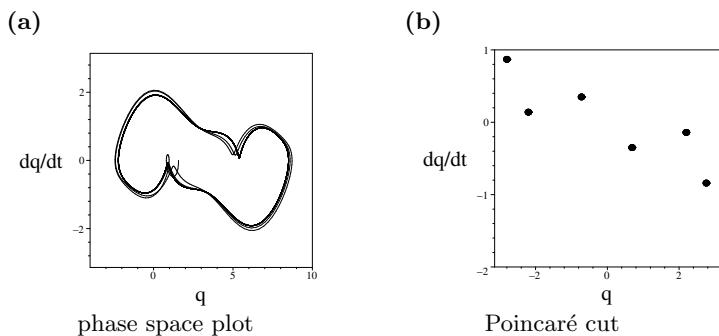 (a)
2
dq/dt
0
−2
0
5
10
q
phase space plot
(b)
1
0
dq/dt
−1
−2
−2
0
2
q
Poincaré cut